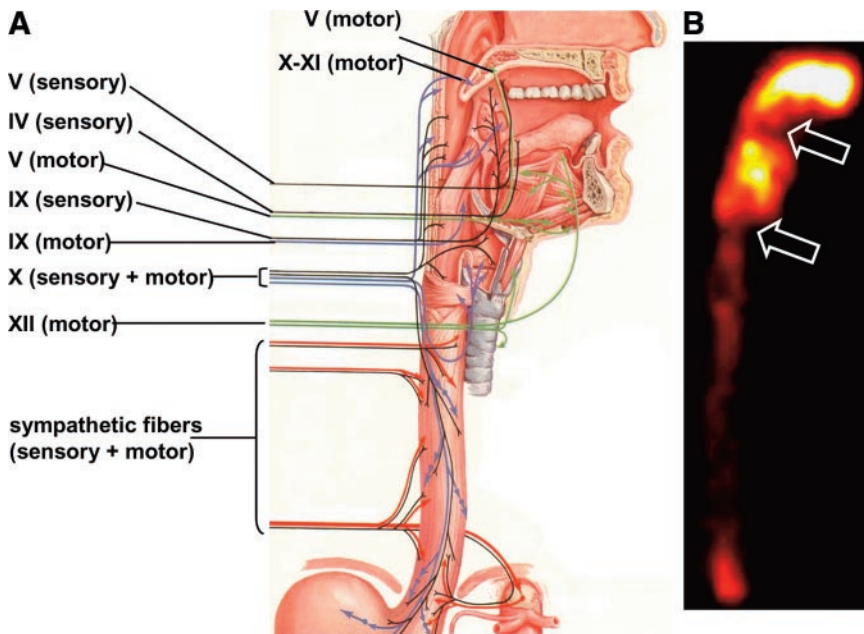 A
B
V (motor)
X-XI (motor)
V (sensory)
IV (sensory)
V (motor)
IX (sensory)
IX (motor)
X (sensory + motor)
XII (motor)
sympathetic fibers
(sensory + motor)